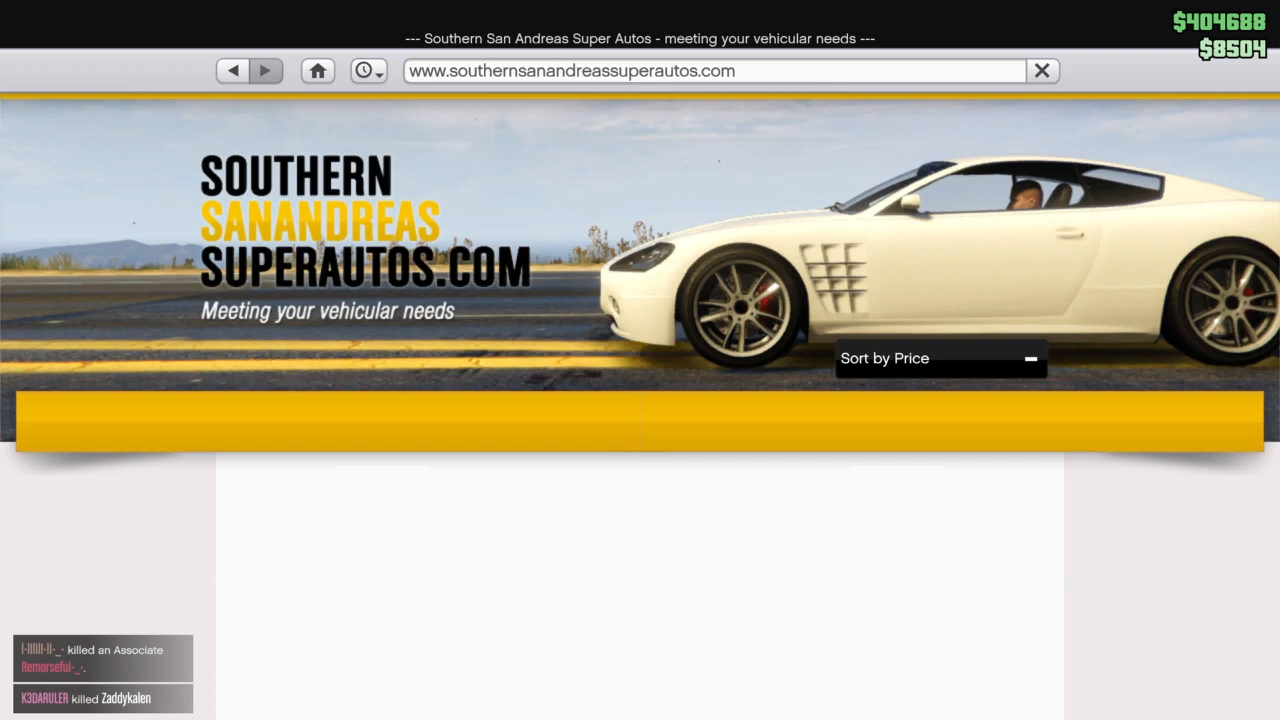 $404688
--- Southern San Andreas Super Autos - meeting your vehicular needs ---
$8504
www.southernsanandreassuperautos.com
SOUTHERN
SANANDREAS
SUPERAUTOS.COM
Meeting your vehicular needs
Sort by Price
killed an Associate
Remorseful-_-.
K3DARULER killed Zaddykalen